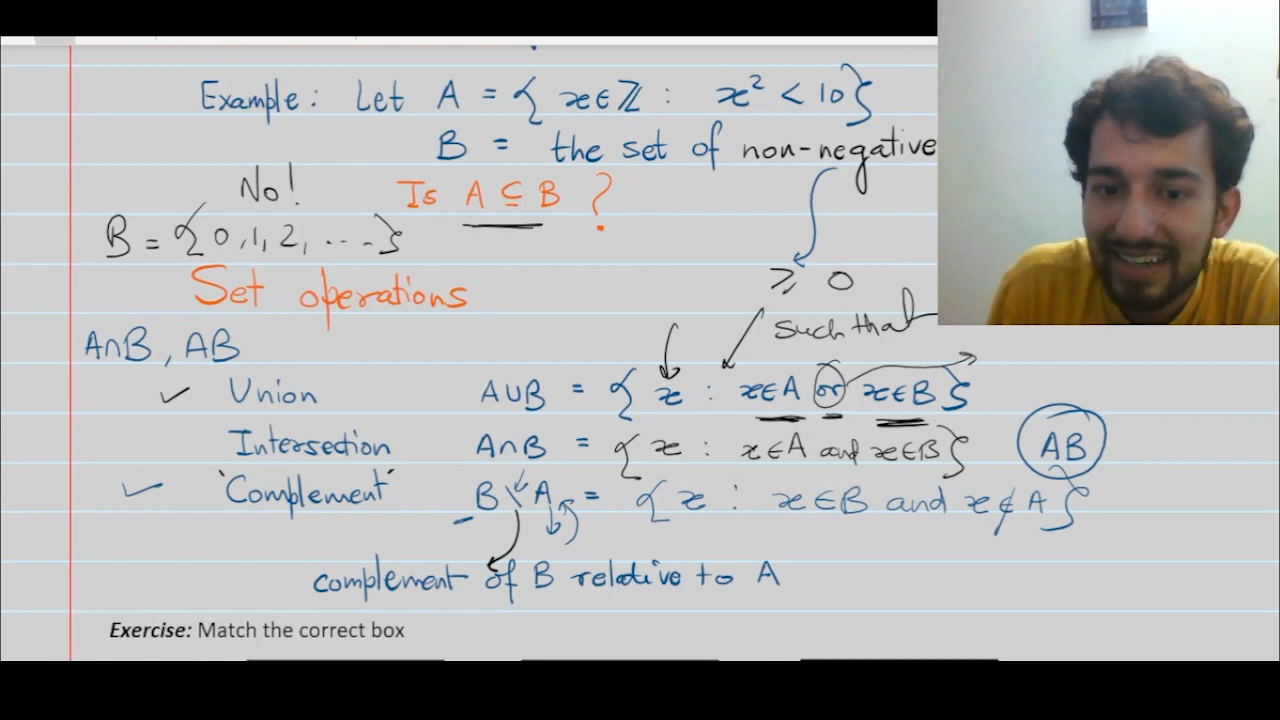 Example: Let A = { x ∈ ℤ : x² < 10 }
B = the set of non-negative
No! Is A ⊆ B ?
B = { 0, 1, 2, .... }
≥ 0
Set operations
such that
A∩B, AB
✓ Union A∪B = { x : x∈A or x∈B }
Intersection A∩B = { x : x∈A and x∈B } AB
✓ "Complement" B \ A = { x : x∈B and x∉A }
complement of B relative to A
Exercise: Match the correct box